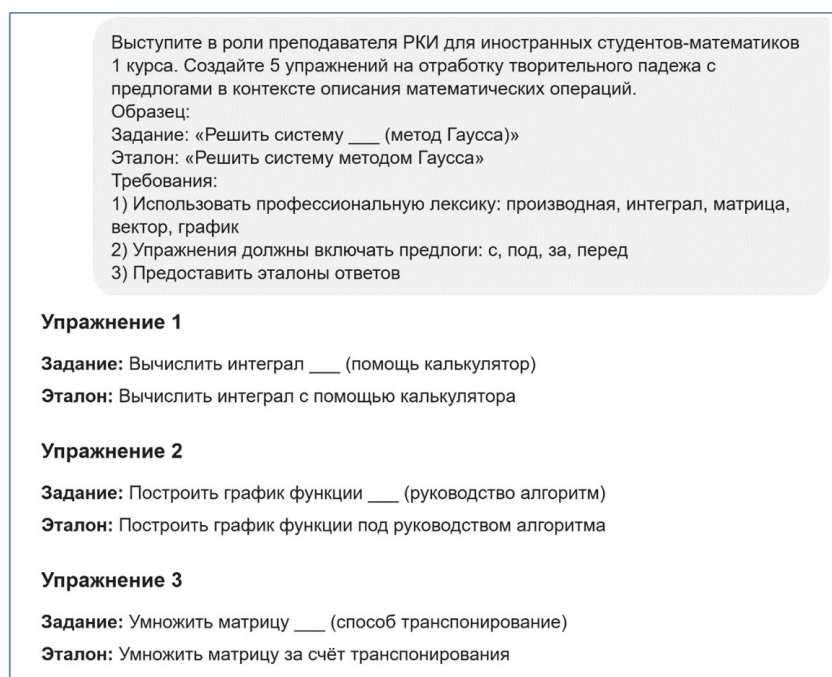 Выступите в роли преподавателя РКИ для иностранных студентов-математиков
1 курса. Создайте 5 упражнений на отработку творительного падежа с
предлогами в контексте описания математических операций.
Образец:
Задание: «Решить систему ___ (метод Гаусса)»
Эталон: «Решить систему методом Гаусса»
Требования:
1) Использовать профессиональную лексику: производная, интеграл, матрица,
вектор, график
2) Упражнения должны включать предлоги: с, под, за, перед
3) Предоставить эталоны ответов
Упражнение 1
Задание: Вычислить интеграл ___ (помощь калькулятор)
Эталон: Вычислить интеграл с помощью калькулятора
Упражнение 2
Задание: Построить график функции ___ (руководство алгоритм)
Эталон: Построить график функции под руководством алгоритма
Упражнение 3
Задание: Умножить матрицу ___ (способ транспонирование)
Эталон: Умножить матрицу за счёт транспонирования